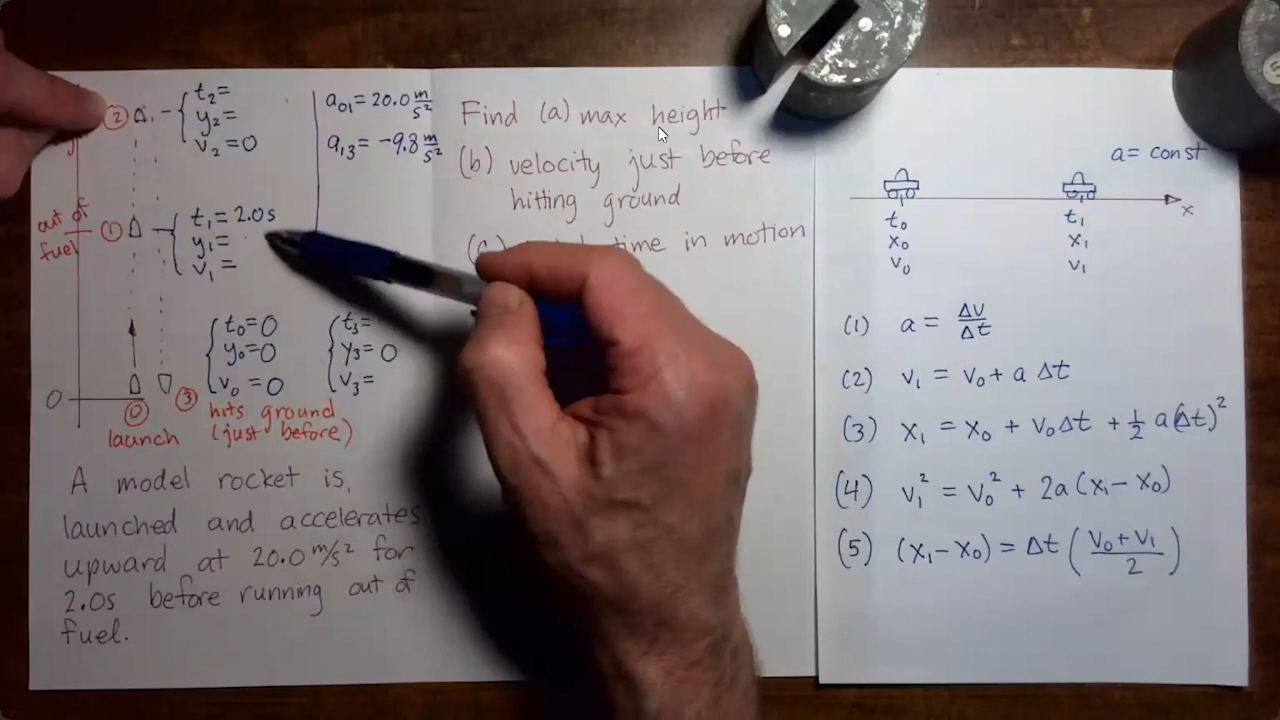 ② - { t₂=
y₂=
v₂ = 0
y
a₀₁ = 20.0 m/s²
a₁₃ = -9.8 m/s²
out of
fuel
① { t₁ = 2.0s
y₁ =
v₁ =
{ t₀=0
y₀=0
v₀ = 0
{ t₃=
y₃ = 0
v₃ =
0
⓪
launch
③ hits ground
(just before)
A model rocket is
launched and accelerates
upward at 20.0 m/s² for
2.0s before running out of
fuel.
Find (a) max height
(b) velocity just before
hitting ground
time in motion
a = const
x
t₀
x₀
v₀
t₁
x₁
v₁
(1) a = Δv/Δt
(2) v₁ = v₀ + a Δt
(3) x₁ = x₀ + v₀Δt + ½ a(Δt)²
(4) v₁² = v₀² + 2a (x₁ - x₀)
(5) (x₁ - x₀) = Δt ( (v₀ + v₁)/2 )